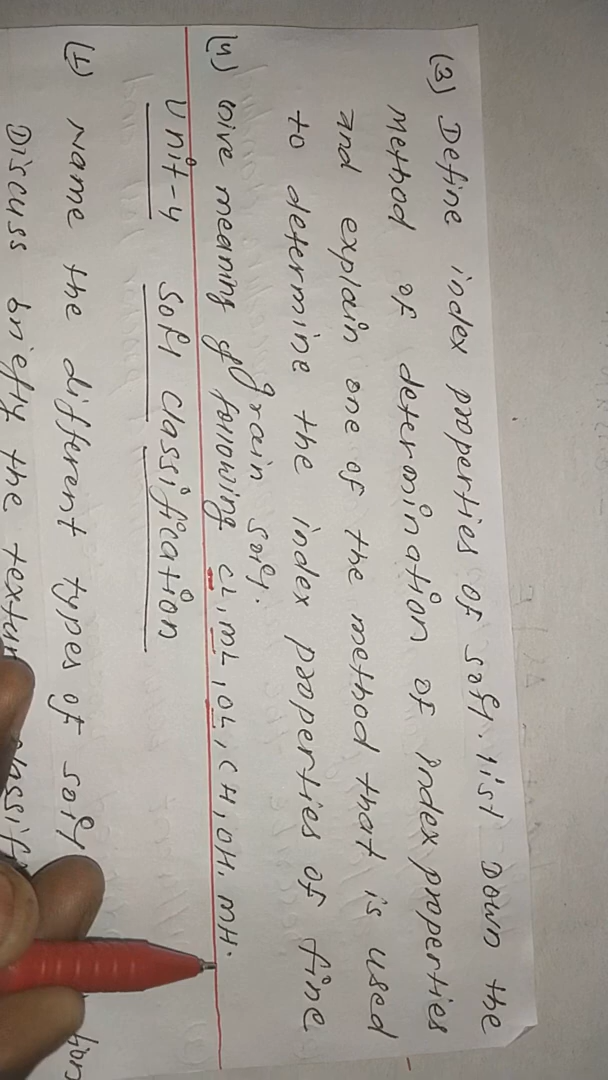 (3) Define index properties of soil. list Down the
Method of determination of index properties
and explain one of the method that is used
to determine the index properties of fine
grain soil.
(4) Give meaning of following CL, ML, OL, CH, OH, MH.
Unit-4 Soil classification
(1) Name the different types of soil
Discuss briefly the